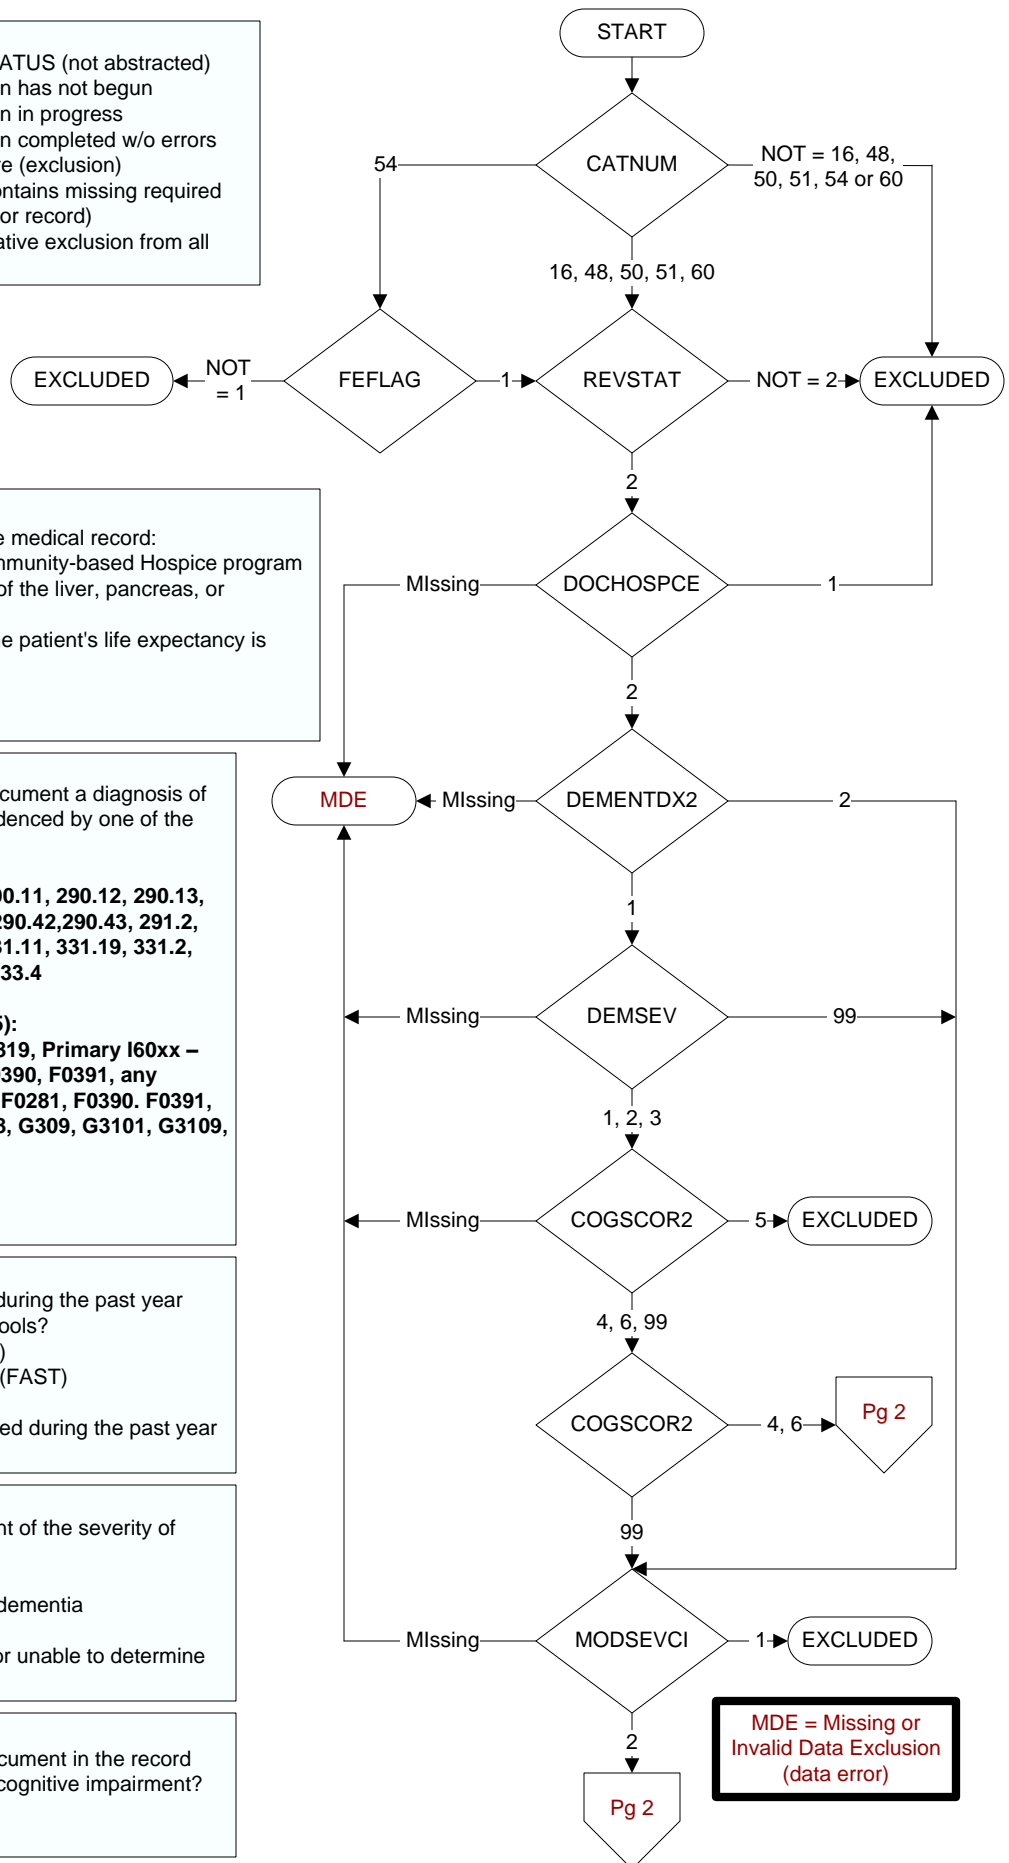 START
ATUS (not abstracted)
n has not begun
n in progress
n completed w/o errors
re (exclusion)
ontains missing required
or record)
ative exclusion from all
54
CATNUM
NOT = 16, 48,
50, 51, 54 or 60
16, 48, 50, 51, 60
EXCLUDED
NOT
= 1
FEFLAG
1
REVSTAT
NOT = 2
EXCLUDED
2
e medical record:
mmunity-based Hospice program
of the liver, pancreas, or
ne patient's life expectancy is
MIssing
DOCHOSPCE
1
2
MDE
MIssing
DEMENTDX2
2
1
cument a diagnosis of
idenced by one of the
90.11, 290.12, 290.13,
290.42,290.43, 291.2,
31.11, 331.19, 331.2,
33.4
5):
819, Primary I60xx –
0390, F0391, any
F0281, F0390. F0391,
8, G309, G3101, G3109,
MIssing
DEMSEV
99
1, 2, 3
MIssing
COGSCOR2
5
EXCLUDED
4, 6, 99
during the past year
ools?
)
(FAST)
ed during the past year
COGSCOR2
4, 6
Pg 2
99
nt of the severity of
dementia
or unable to determine
MIssing
MODSEVCI
1
EXCLUDED
2
Pg 2
cument in the record
cognitive impairment?
MDE = Missing or
Invalid Data Exclusion
(data error)